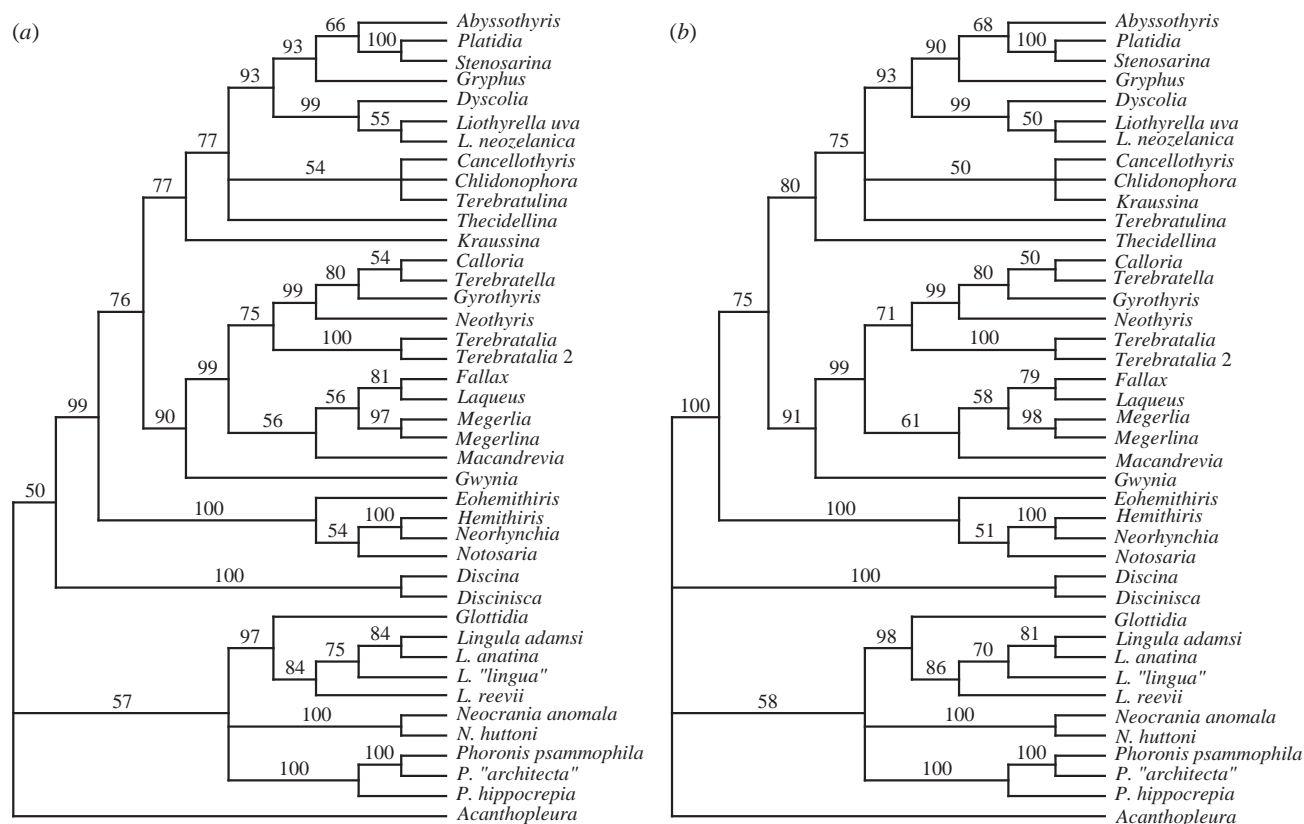 (a)
66
Abyssothyris
93
100
Platidia
Stenosarina
93
Gryphus
99
Dyscolia
55
Liothyrella uva
L. neozelanica
77
54
Cancellothyris
Chlidonophora
Terebratulina
Thecidellina
77
Kraussina
76
54
Calloria
80
Terebratella
99
Gyrothyris
75
Neothyris
100
Terebratalia
Terebratalia 2
99
81
Fallax
56
Laqueus
90
56
97
Megerlia
Megerlina
Macandrevia
Gwynia
99
50
100
Eohemithiris
100
Hemithiris
54
Neorhynchia
Notosaria
100
Discina
Discinisca
97
Glottidia
84
Lingula adamsi
75
L. anatina
84
L. "lingua"
L. reevii
57
100
Neocrania anomala
N. huttoni
100
100
Phoronis psammophila
P. "architecta"
P. hippocrepia
Acanthopleura
(b)
68
Abyssothyris
90
100
Platidia
Stenosarina
93
Gryphus
99
Dyscolia
50
Liothyrella uva
L. neozelanica
75
50
Cancellothyris
Chlidonophora
Kraussina
Terebratulina
80
Thecidellina
75
50
Calloria
80
Terebratella
99
Gyrothyris
71
Neothyris
100
Terebratalia
Terebratalia 2
99
79
Fallax
58
Laqueus
91
61
98
Megerlia
Megerlina
Macandrevia
Gwynia
100
100
Eohemithiris
100
Hemithiris
51
Neorhynchia
Notosaria
100
Discina
Discinisca
98
Glottidia
81
Lingula adamsi
70
L. anatina
86
L. "lingua"
L. reevii
58
100
Neocrania anomala
N. huttoni
100
100
Phoronis psammophila
P. "architecta"
P. hippocrepia
Acanthopleura